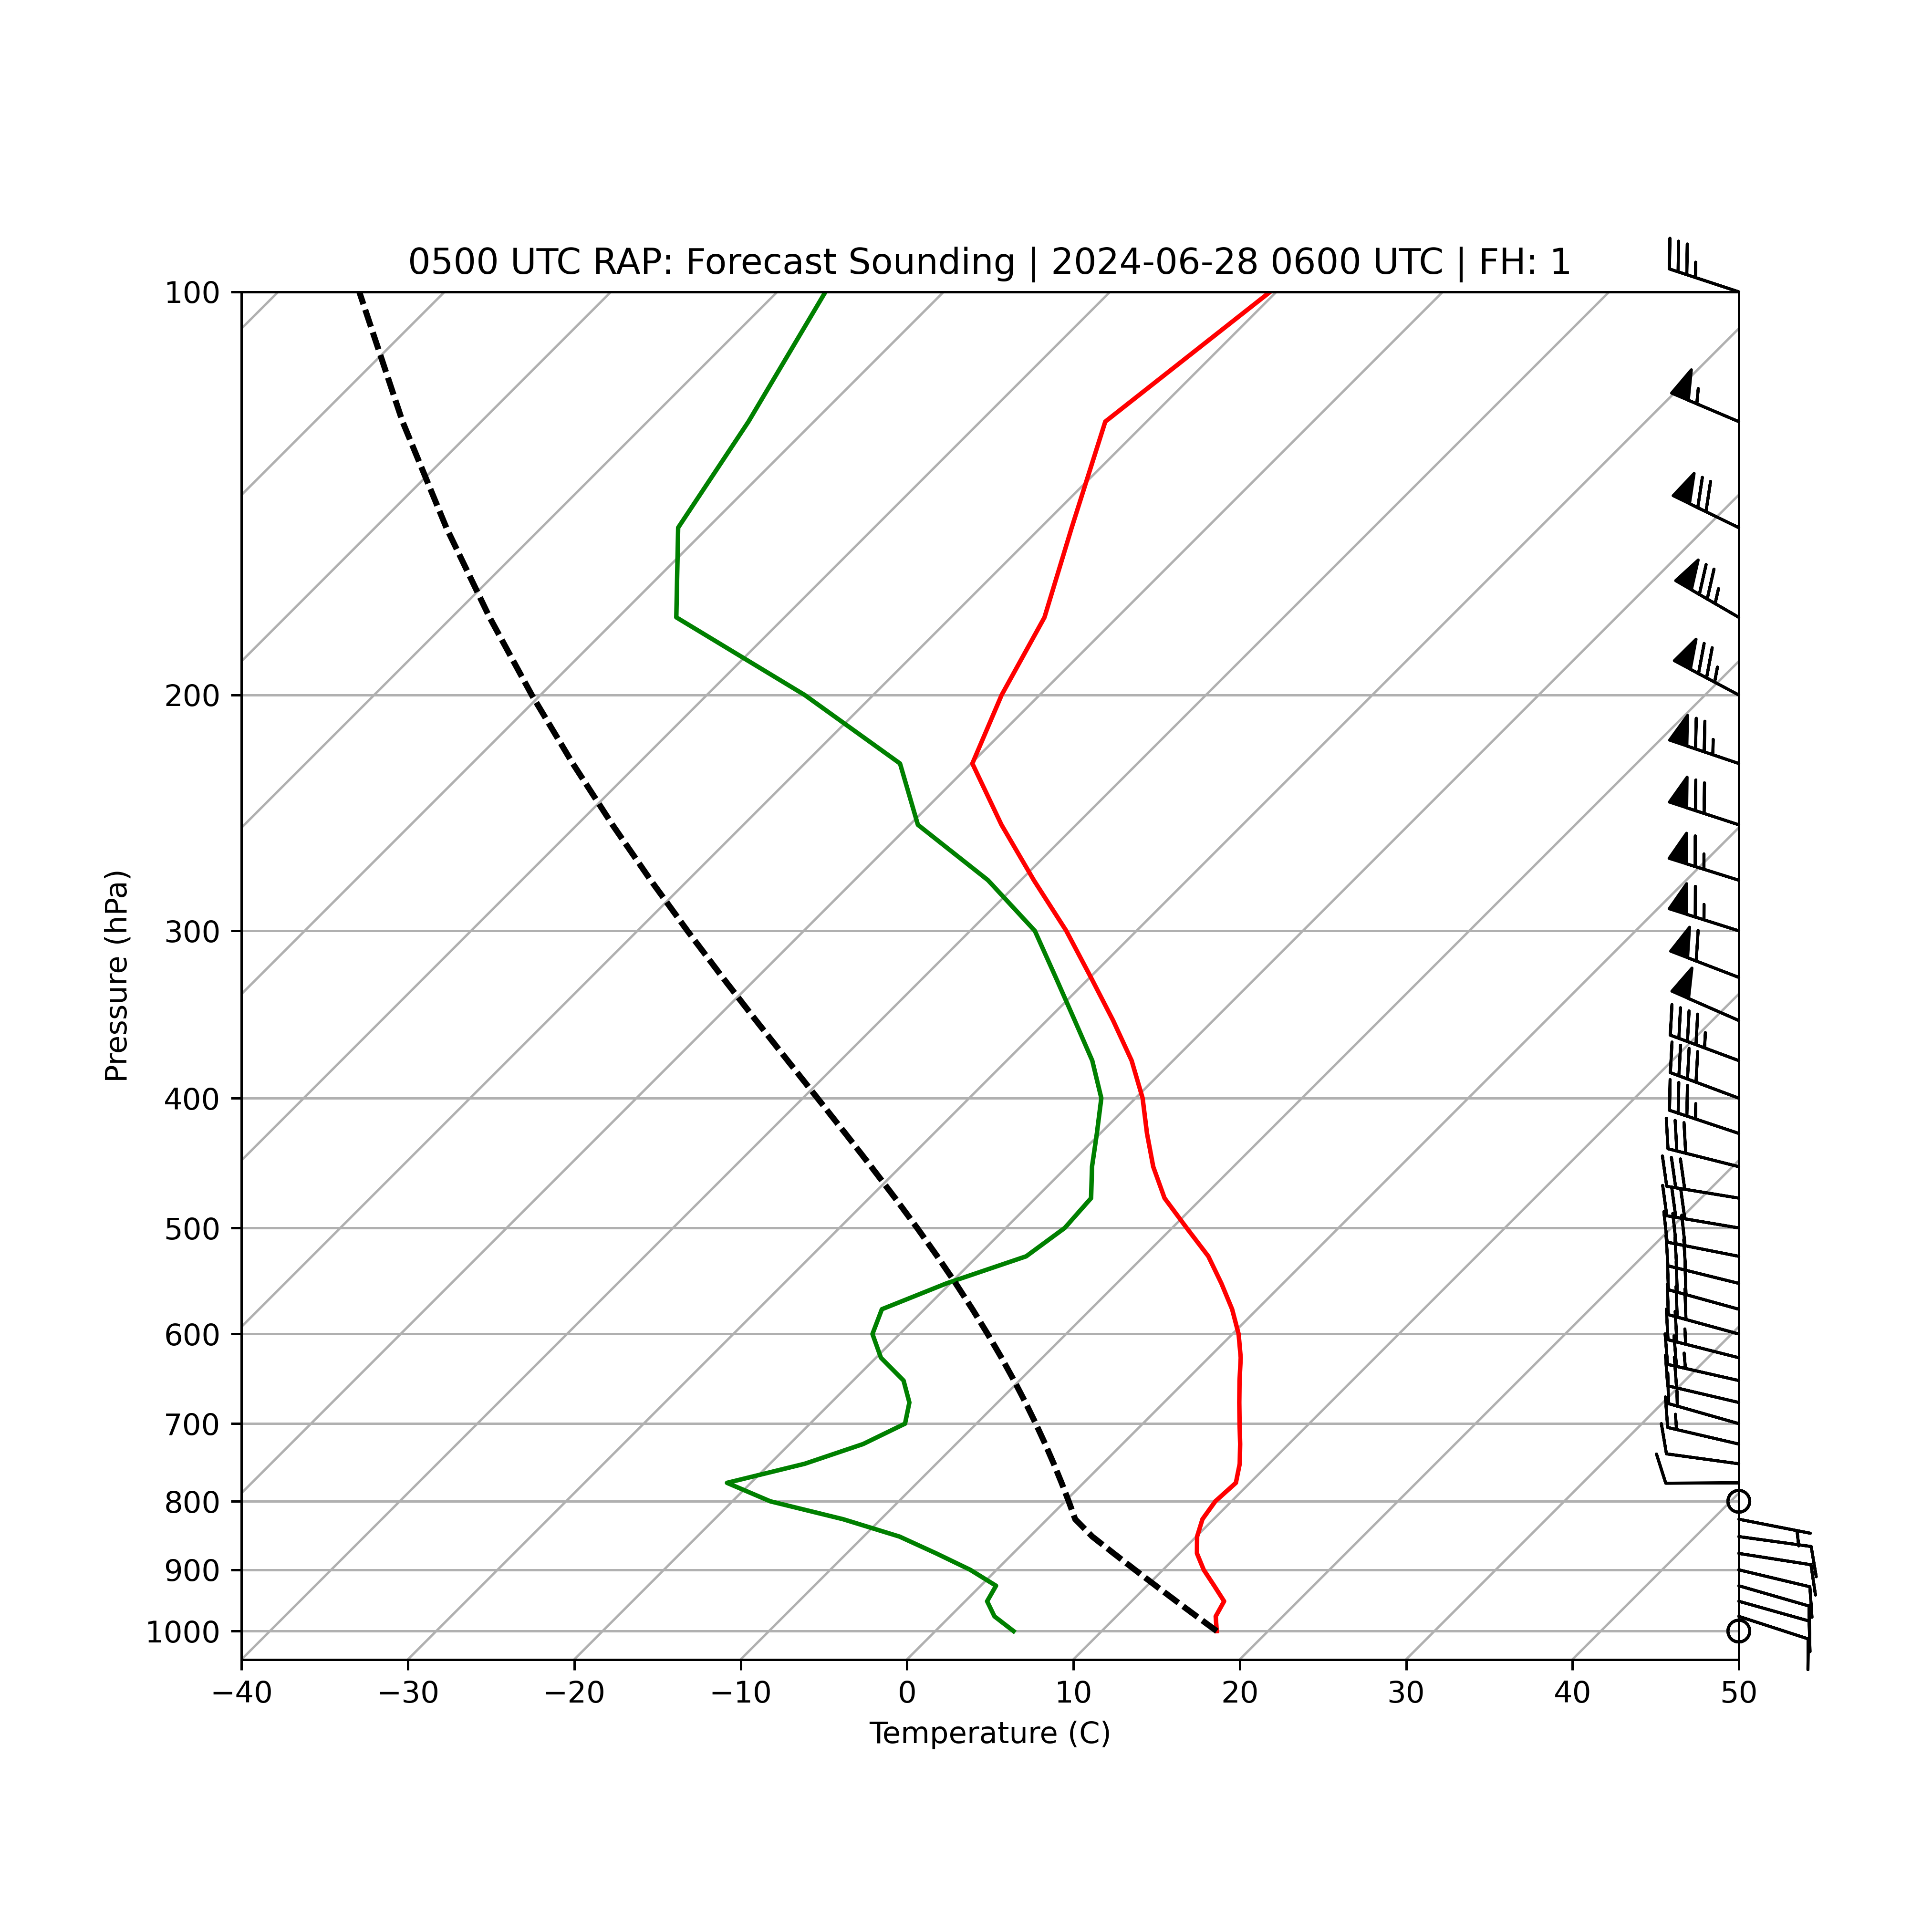 0500 UTC RAP: Forecast Sounding | 2024-06-28 0600 UTC | FH: 1
100
200
300
400
500
600
700
800
900
1000
Pressure (hPa)
−40 −30 −20 −10 0 10 20 30 40 50
Temperature (C)